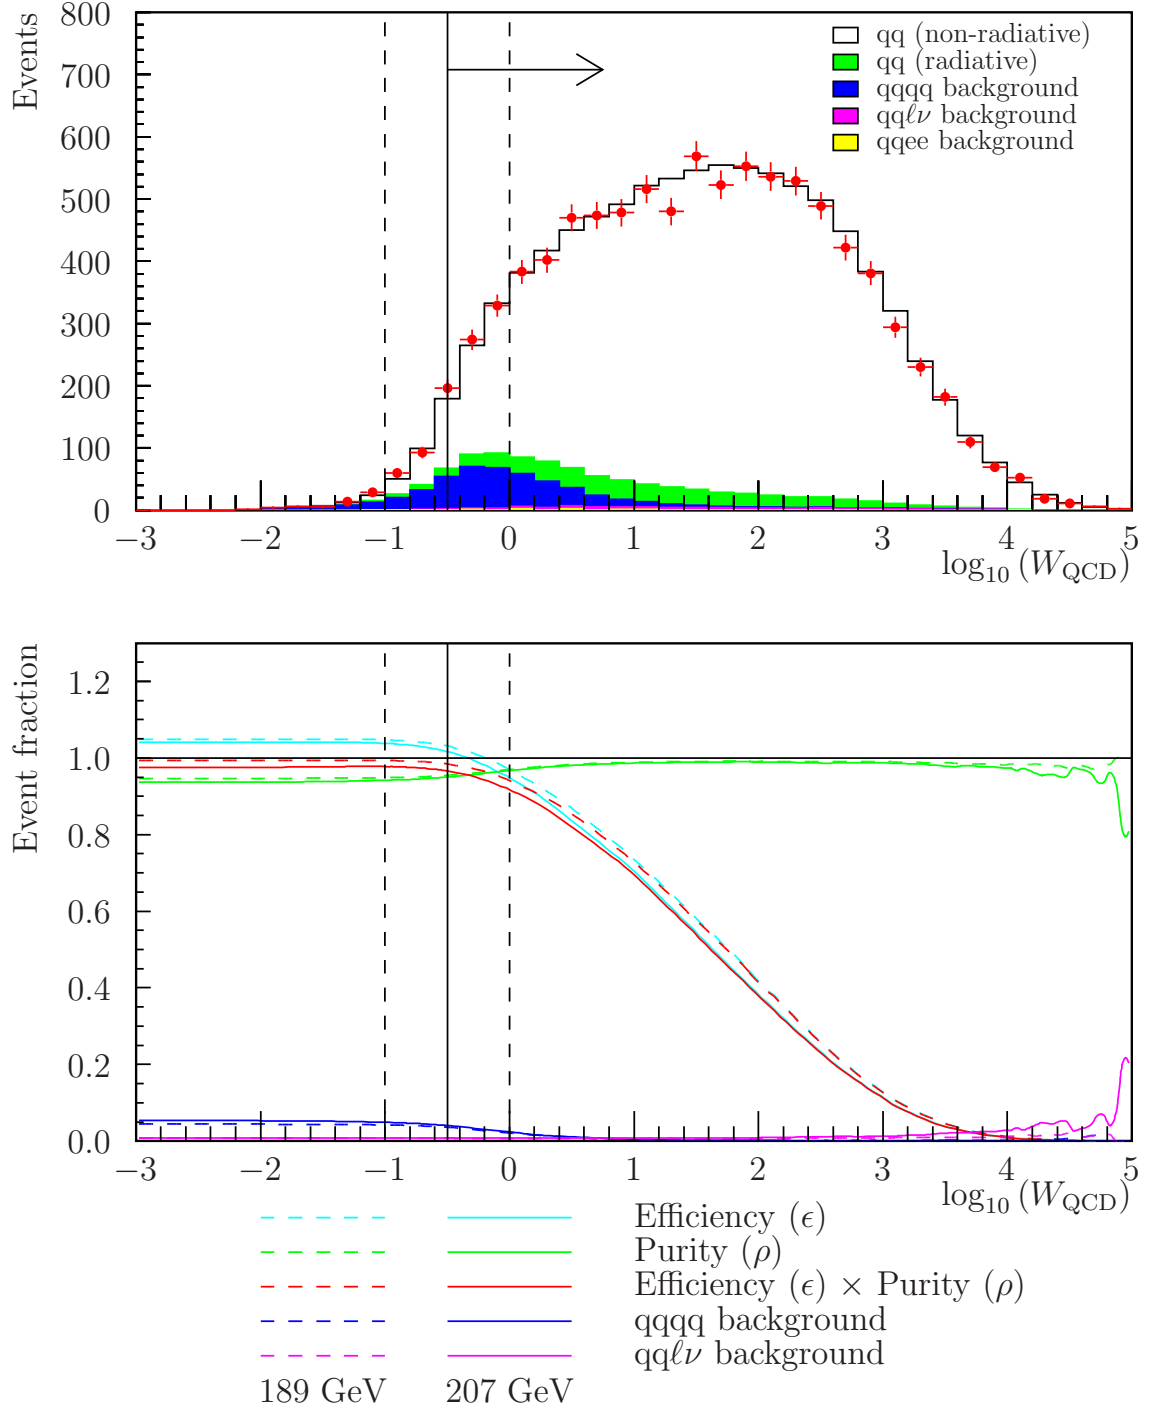 Events
800
700
600
500
400
300
200
100
0
qq (non-radiative)
qq (radiative)
qqqq background
qqℓν background
qqee background
−3 −2 −1 0 1 2 3 4 5
log₁₀ (W_QCD)
Event fraction
1.2
1.0
0.8
0.6
0.4
0.2
0.0
−3 −2 −1 0 1 2 3 4 5
log₁₀ (W_QCD)
Efficiency (ϵ)
Purity (ρ)
Efficiency (ϵ) × Purity (ρ)
qqqq background
qqℓν background
189 GeV 207 GeV